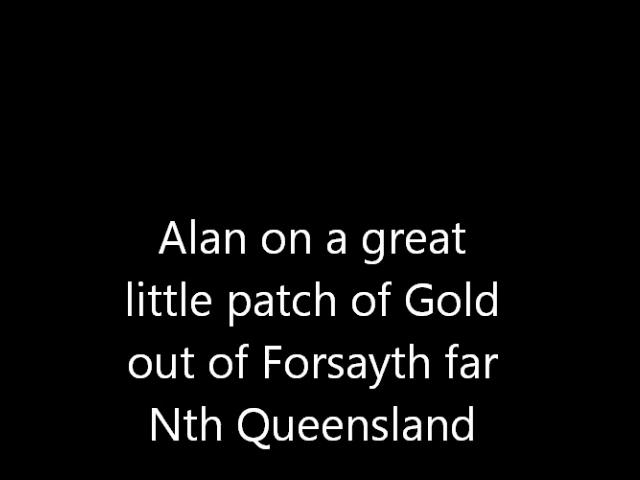 Alan on a great
little patch of Gold
out of Forsayth far
Nth Queensland